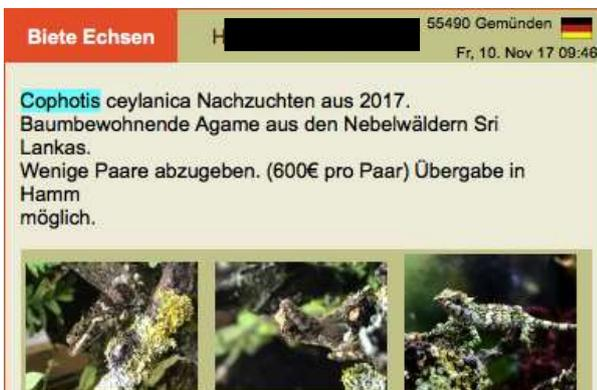 Biete Echsen
H
55490 Gemünden
Fr, 10. Nov 17 09:46
Cophotis ceylanica Nachzuchten aus 2017.
Baumbewohnende Agame aus den Nebelwäldern Sri
Lankas.
Wenige Paare abzugeben. (600€ pro Paar) Übergabe in
Hamm
möglich.